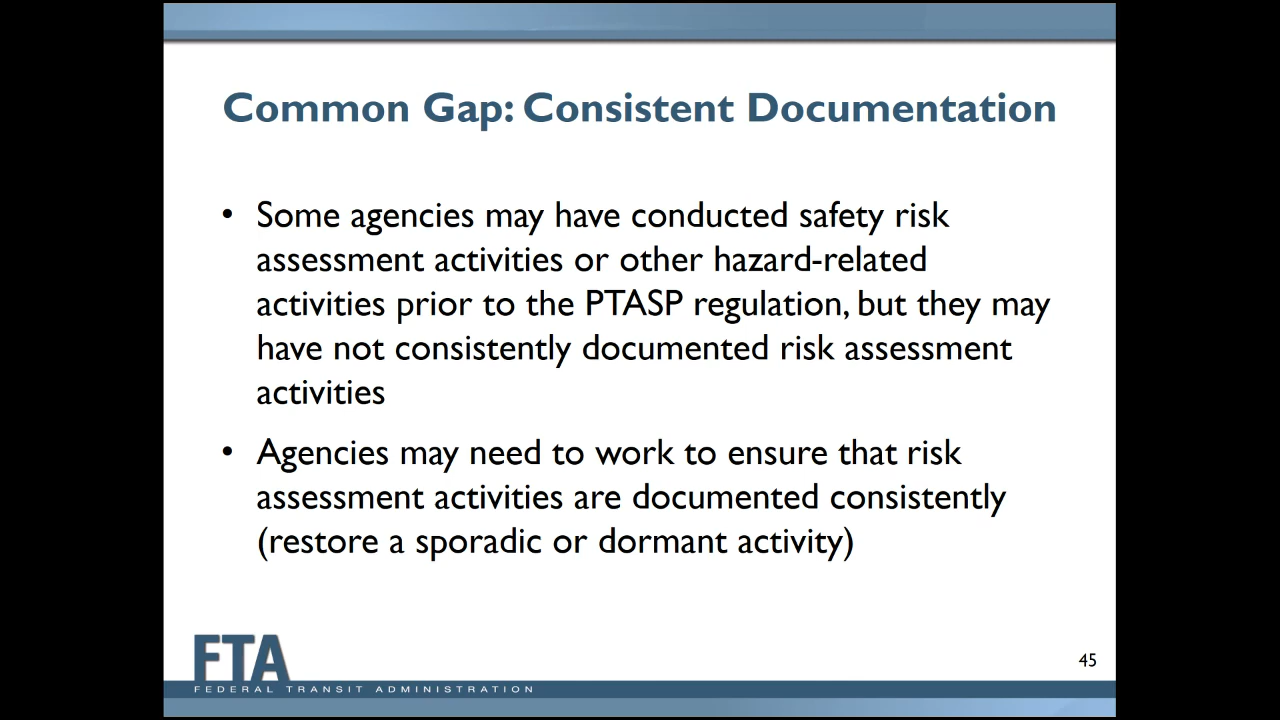 Common Gap: Consistent Documentation
• Some agencies may have conducted safety risk
assessment activities or other hazard-related
activities prior to the PTASP regulation, but they may
have not consistently documented risk assessment
activities
• Agencies may need to work to ensure that risk
assessment activities are documented consistently
(restore a sporadic or dormant activity)
FTA
45
FEDERAL TRANSIT ADMINISTRATION